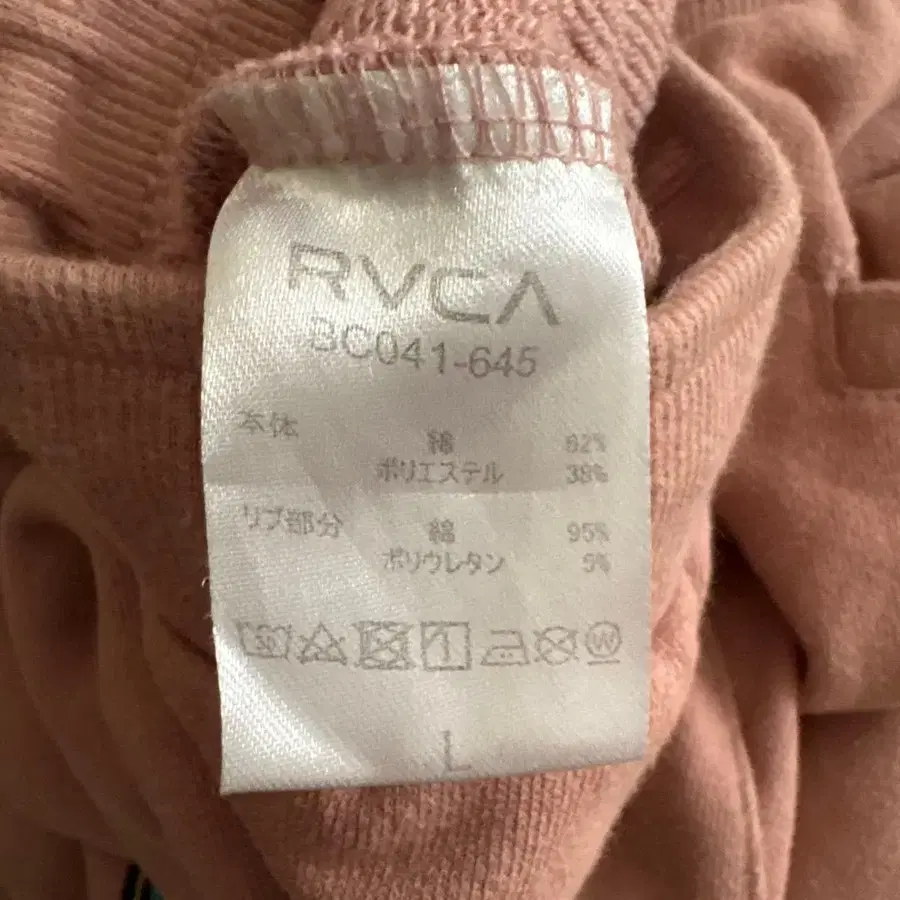 RVCA
BC041-645
本体 綿 62%
ポリエステル 38%
リブ部分 綿 95%
ポリウレタン 5%
W
L